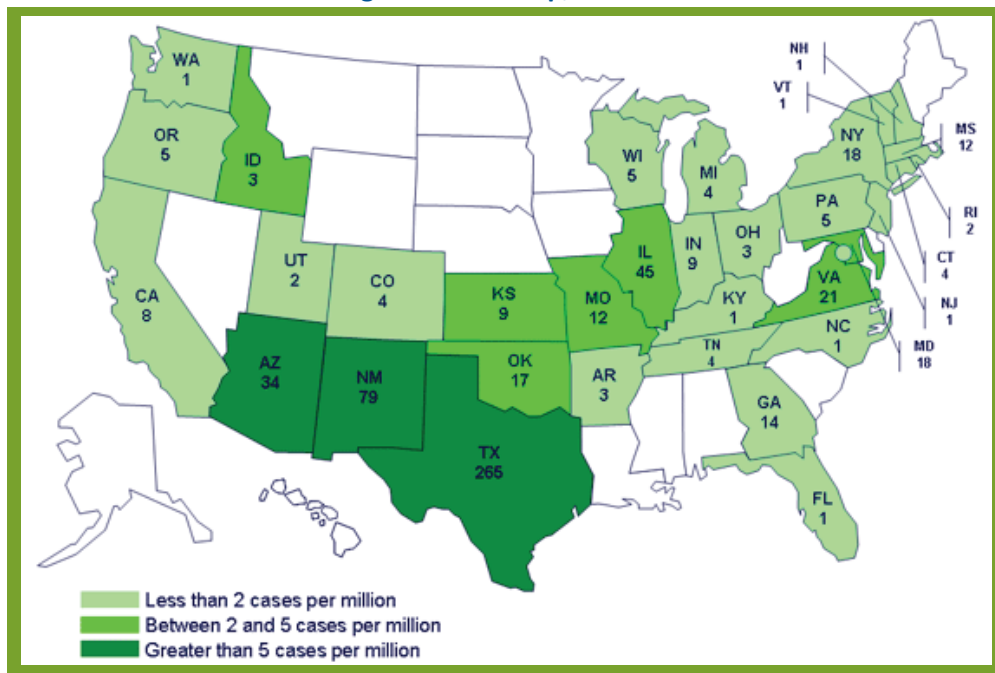 WA
1
OR
5
ID
3
CA
8
UT
2
CO
4
AZ
34
NM
79
KS
9
OK
17
TX
265
MO
12
AR
3
WI
5
IL
45
MI
4
IN
9
OH
3
KY
1
TN
4
GA
14
FL
1
NC
1
VA
21
PA
5
NY
18
NH
1
VT
1
MS
12
RI
2
CT
4
NJ
1
MD
18
Less than 2 cases per million
Between 2 and 5 cases per million
Greater than 5 cases per million